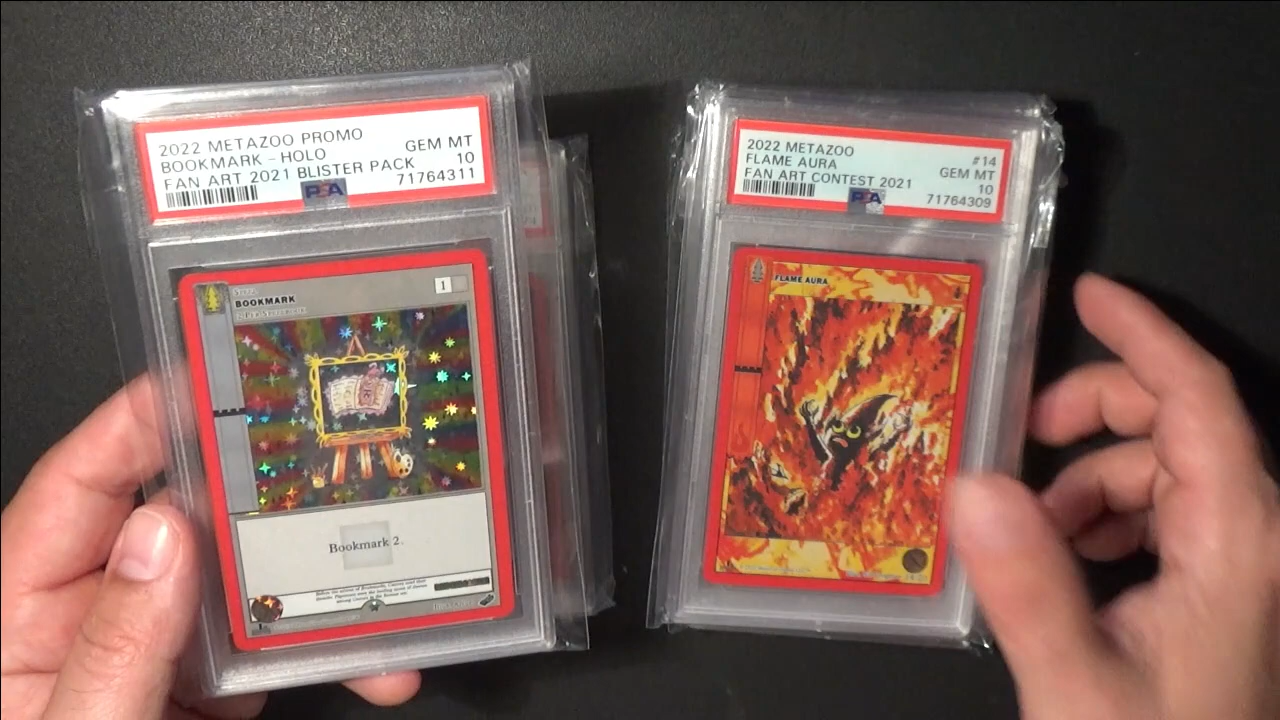 2022 METAZOO PROMO
BOOKMARK - HOLO GEM MT
FAN ART 2021 BLISTER PACK 10
PSA 71764311
BOOKMARK
1
Bookmark 2.
2022 METAZOO #14
FLAME AURA GEM MT
FAN ART CONTEST 2021 10
PSA 71764309
FLAME AURA